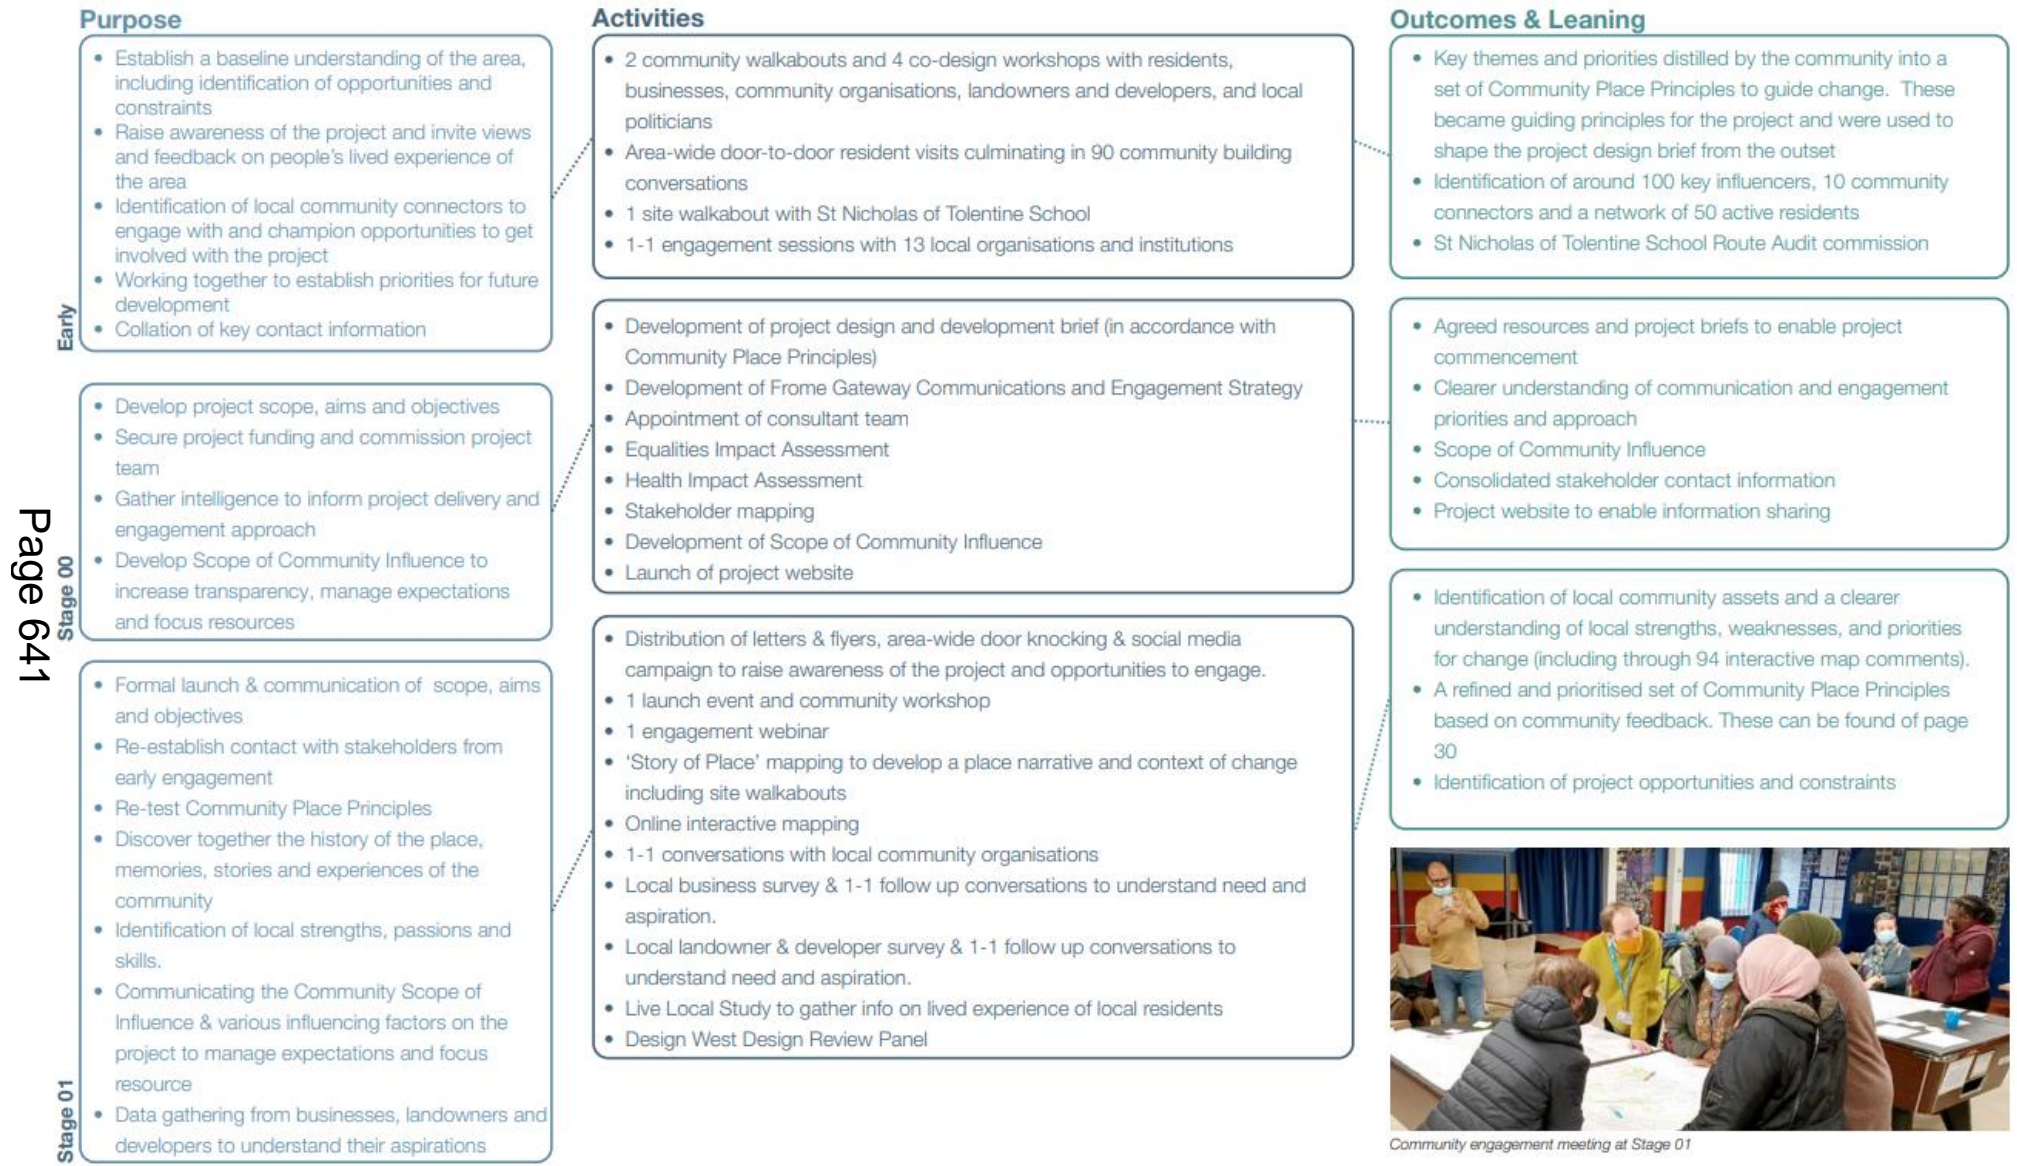 Purpose
Activities
Outcomes & Leaning
Early
• Establish a baseline understanding of the area,
including identification of opportunities and
constraints
• Raise awareness of the project and invite views
and feedback on people's lived experience of
the area
• Identification of local community connectors to
engage with and champion opportunities to get
involved with the project
• Working together to establish priorities for future
development
• Collation of key contact information
• 2 community walkabouts and 4 co-design workshops with residents,
businesses, community organisations, landowners and developers, and local
politicians
• Area-wide door-to-door resident visits culminating in 90 community building
conversations
• 1 site walkabout with St Nicholas of Tolentine School
• 1-1 engagement sessions with 13 local organisations and institutions
• Key themes and priorities distilled by the community into a
set of Community Place Principles to guide change. These
became guiding principles for the project and were used to
shape the project design brief from the outset
• Identification of around 100 key influencers, 10 community
connectors and a network of 50 active residents
• St Nicholas of Tolentine School Route Audit commission
Stage 00
• Develop project scope, aims and objectives
• Secure project funding and commission project
team
• Gather intelligence to inform project delivery and
engagement approach
• Develop Scope of Community Influence to
increase transparency, manage expectations
and focus resources
• Development of project design and development brief (in accordance with
Community Place Principles)
• Development of Frome Gateway Communications and Engagement Strategy
• Appointment of consultant team
• Equalities Impact Assessment
• Health Impact Assessment
• Stakeholder mapping
• Development of Scope of Community Influence
• Launch of project website
• Agreed resources and project briefs to enable project
commencement
• Clearer understanding of communication and engagement
priorities and approach
• Scope of Community Influence
• Consolidated stakeholder contact information
• Project website to enable information sharing
Stage 01
• Formal launch & communication of scope, aims
and objectives
• Re-establish contact with stakeholders from
early engagement
• Re-test Community Place Principles
• Discover together the history of the place,
memories, stories and experiences of the
community
• Identification of local strengths, passions and
skills.
• Communicating the Community Scope of
Influence & various influencing factors on the
project to manage expectations and focus
resource
• Data gathering from businesses, landowners and
developers to understand their aspirations
• Distribution of letters & flyers, area-wide door knocking & social media
campaign to raise awareness of the project and opportunities to engage.
• 1 launch event and community workshop
• 1 engagement webinar
• 'Story of Place' mapping to develop a place narrative and context of change
including site walkabouts
• Online interactive mapping
• 1-1 conversations with local community organisations
• Local business survey & 1-1 follow up conversations to understand need and
aspiration.
• Local landowner & developer survey & 1-1 follow up conversations to
understand need and aspiration.
• Live Local Study to gather info on lived experience of local residents
• Design West Design Review Panel
• Identification of local community assets and a clearer
understanding of local strengths, weaknesses, and priorities
for change (including through 94 interactive map comments).
• A refined and prioritised set of Community Place Principles
based on community feedback. These can be found of page
30
• Identification of project opportunities and constraints
Community engagement meeting at Stage 01
Page 641